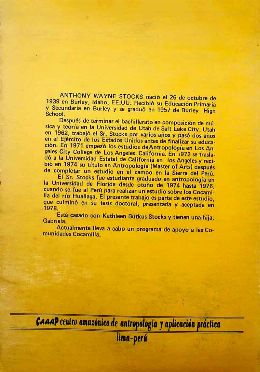 ANTHONY WAYNE STOCKS nació el 26 de octubre de
1939 en Burley, Idaho, EE.UU. Recibió su Educación Primaria
y Secundaria en Burley y se graduó en 1957 de Burley High
School.
Después de terminar el bachillerato en composición de mú-
sica y teoría en la Universidad de Utah de Salt Lake City, Utah
en 1962, trabajó el Sr. Stocks por varios años y pasó dos años
en el Ejército de los Estados Unidos antes de finalizar su educa-
ción. En 1971 empezó los estudios de Antropología en Los An-
geles City College de Los Angeles California. En 1972 se trasla-
dó a la Universidad Estatal de California en Los Angeles y reci-
bió en 1974 su título en Antropología (Master of Arts) después
de completar un estudio en el campo en la Sierra del Perú.
El Sr. Stocks fue estudiante graduado en antropología en
la Universidad de Florida desde otoño de 1974 hasta 1976,
cuando se fue al Perú para realizar un estudio sobre los Cocami-
lla del río Huallaga. El presente trabajo es parte de este estudio,
que culminó en su tesis doctoral, presentada y aceptada en
1978.
Está casado con Kathleen Butkus Stocks y tienen una hija:
Gabriela.
Actualmente lleva a cabo un programa de apoyo a las Co-
munidades Cocamilla.
CAAAP centro amazónico de antropología y aplicación práctica
lima-perú